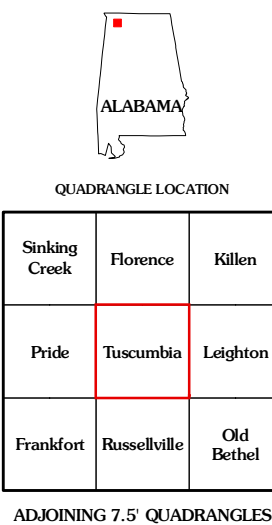 ALABAMA
QUADRANGLE LOCATION
Sinking
Creek
Florence
Killen
Pride
Tuscumbia
Leighton
Frankfort
Russellville
Old
Bethel
ADJOINING 7.5' QUADRANGLES